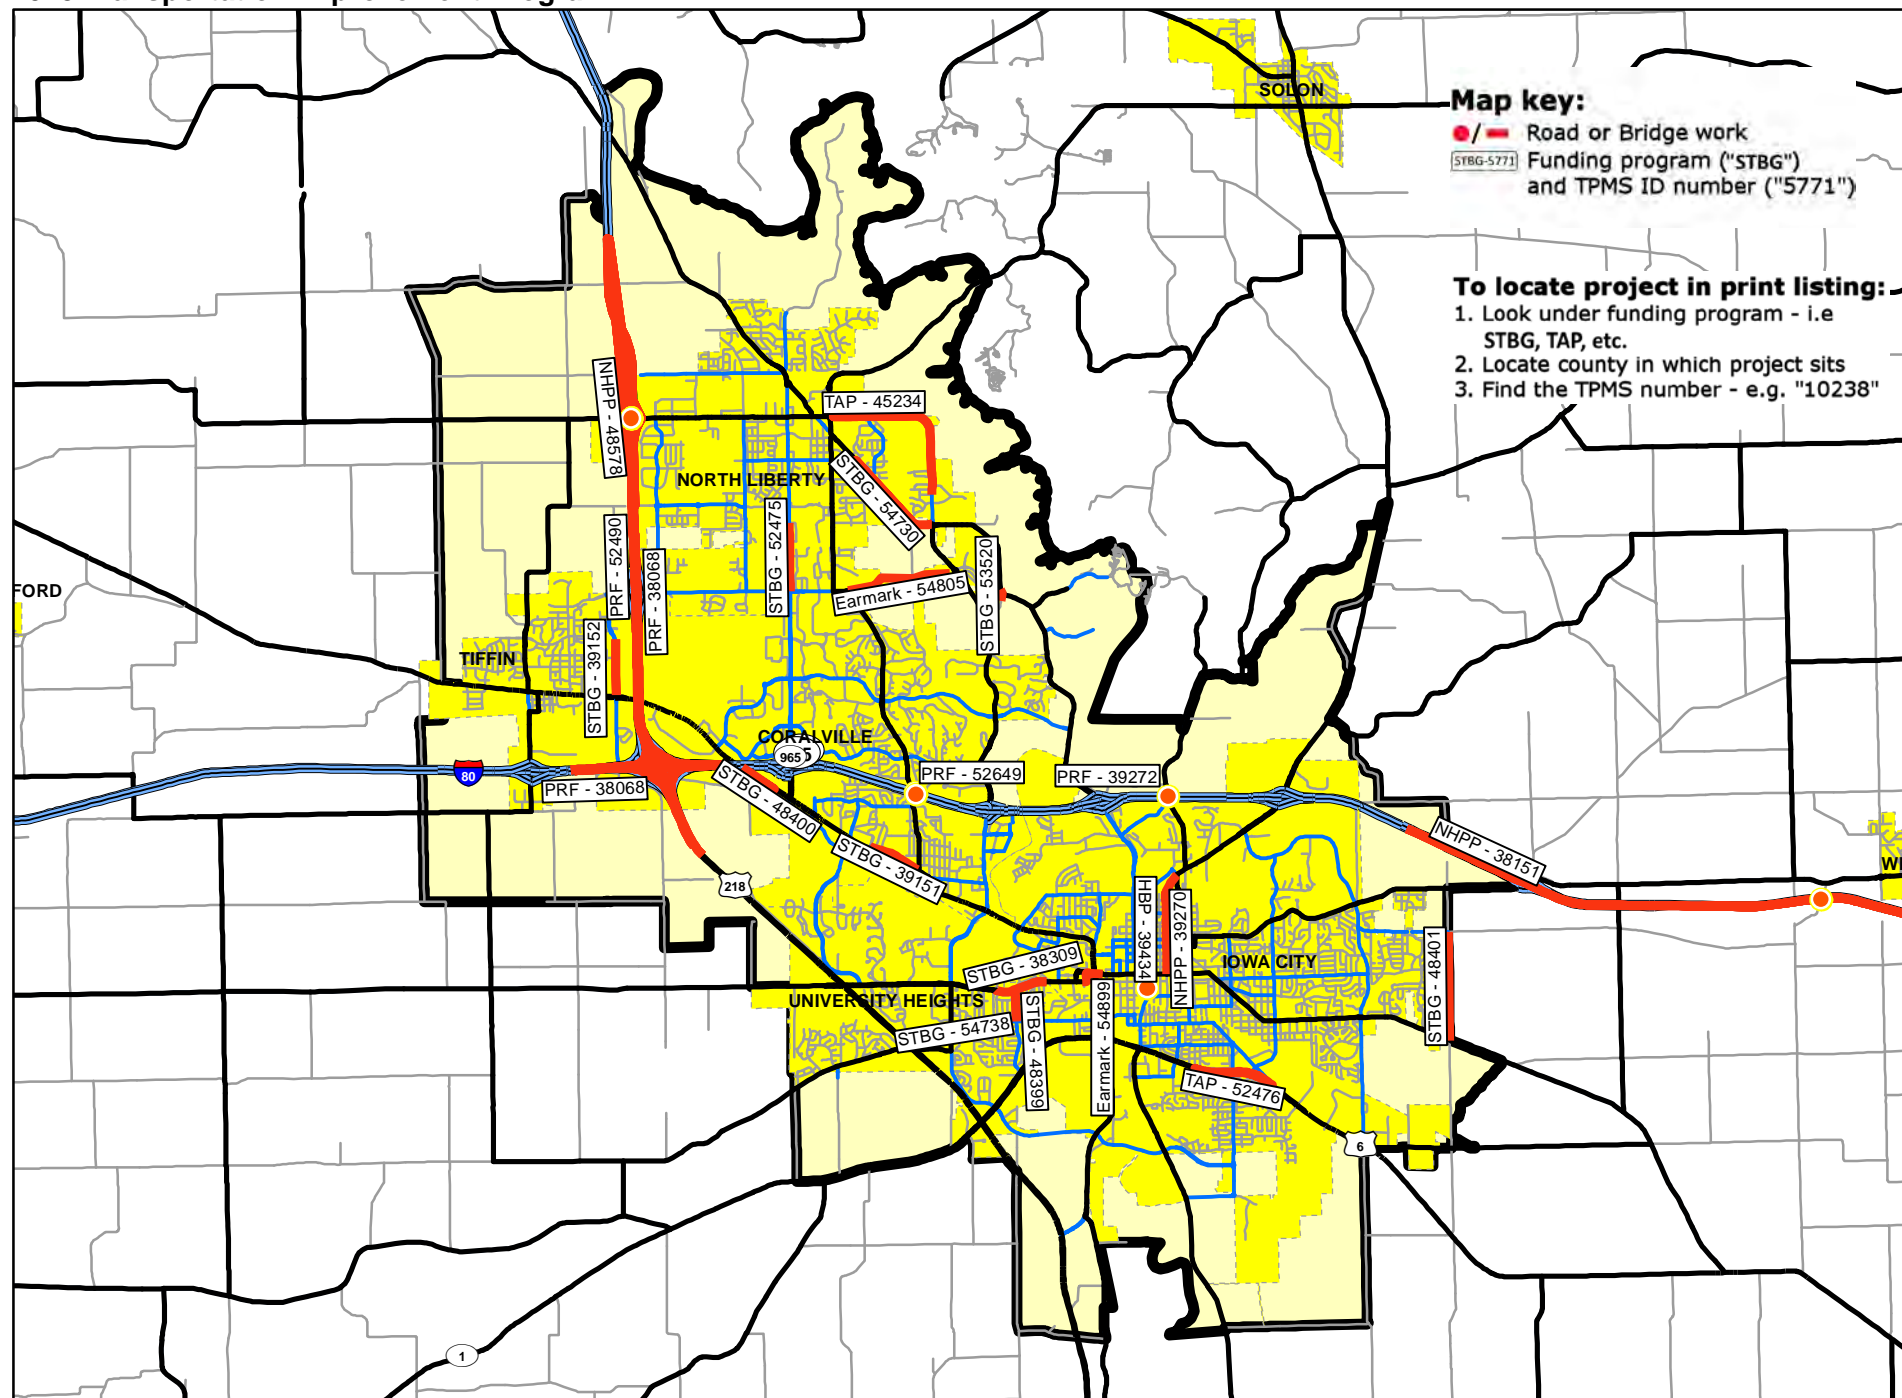 SOLON
Map key:
Road or Bridge work
STBG-5771 Funding program ("STBG")
and TPMS ID number ("5771")
To locate project in print listing:
1. Look under funding program - i.e
STBG, TAP, etc.
2. Locate county in which project sits
3. Find the TPMS number - e.g. "10238"
NHPP - 48578
TAP - 45234
NORTH LIBERTY
STBG - 54730
STBG - 52475
PRF - 52490
PRF - 38068
STBG - 53520
Earmark - 54805
FORD
STBG - 39152
TIFFIN
CORALVILLE
965
80
PRF - 38068
STBG - 48400
PRF - 52649
PRF - 39272
STBG - 39151
NHPP - 38151
218
HBP - 39434
NHPP - 39270
STBG - 38309
IOWA CITY
STBG - 48401
UNIVERSITY HEIGHTS
STBG - 54738
STBG - 48399
Earmark - 54899
TAP - 52476
6
1